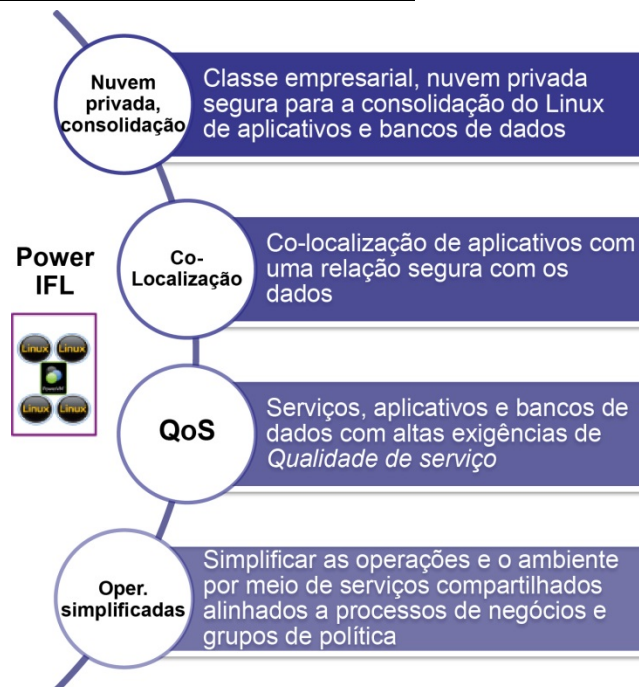 Nuvem
privada,
consolidação
Classe empresarial, nuvem privada
segura para a consolidação do Linux
de aplicativos e bancos de dados
Power
IFL
Linux Linux
PowerVM
Linux Linux
Co-
Localização
Co-localização de aplicativos com
uma relação segura com os
dados
QoS
Serviços, aplicativos e bancos de
dados com altas exigências de
Qualidade de serviço
Oper.
simplificadas
Simplificar as operações e o ambiente
por meio de serviços compartilhados
alinhados a processos de negócios e
grupos de política